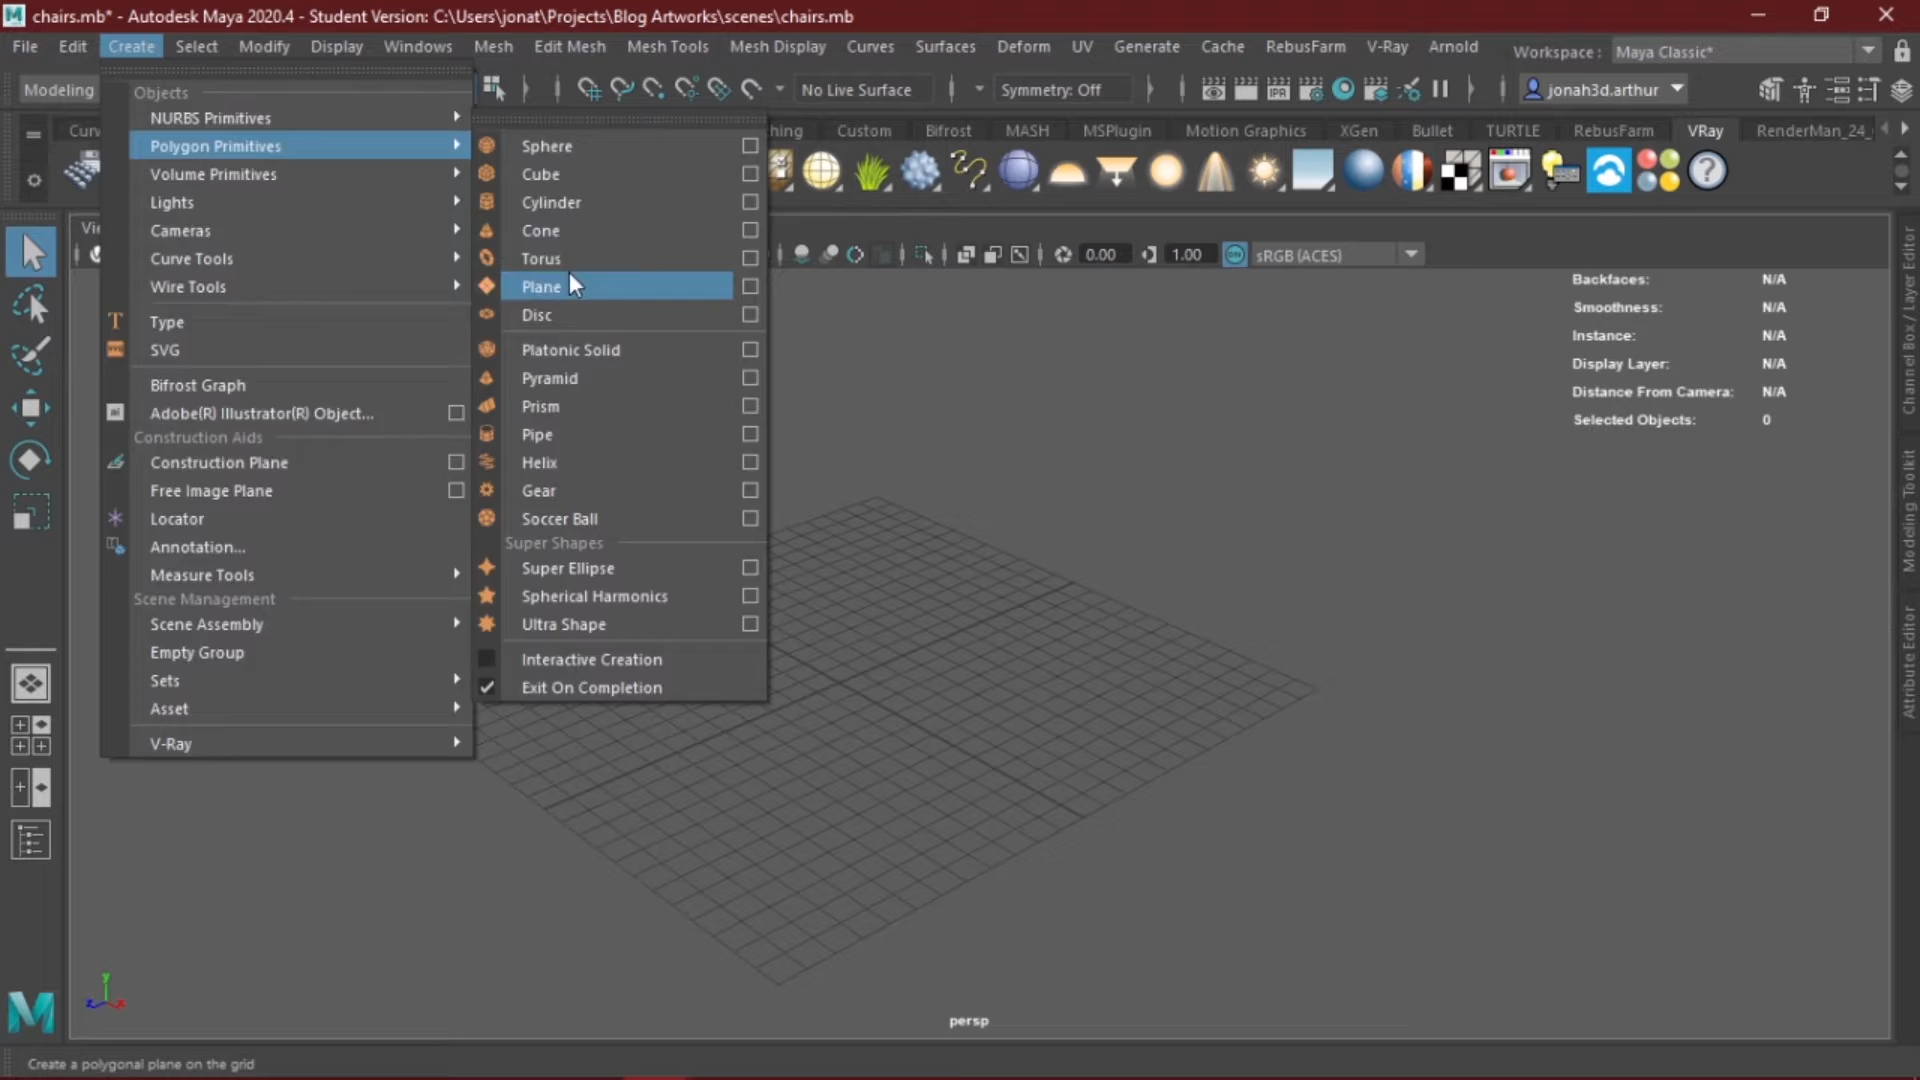 chairs.mb* - Autodesk Maya 2020.4 - Student Version: C:\Users\jonat\Projects\Blog Artworks\scenes\chairs.mb
File Edit Create Select Modify Display Windows Mesh Edit Mesh Mesh Tools Mesh Display Curves Surfaces Deform UV Generate Cache RebusFarm V-Ray Arnold Workspace: Maya Classic*
Modeling No Live Surface Symmetry: Off IPR jonah3d.arthur
Custom Bifrost MASH MSPlugin Motion Graphics XGen Bullet TURTLE RebusFarm VRay RenderMan_24_
0.00 1.00 ON sRGB (ACES)
Objects
NURBS Primitives
Polygon Primitives
Volume Primitives
Lights
Cameras
Curve Tools
Wire Tools
Type
SVG
Bifrost Graph
Adobe(R) Illustrator(R) Object...
Construction Aids
Construction Plane
Free Image Plane
Locator
Annotation...
Measure Tools
Scene Management
Scene Assembly
Empty Group
Sets
Asset
V-Ray
Sphere
Cube
Cylinder
Cone
Torus
Plane
Disc
Platonic Solid
Pyramid
Prism
Pipe
Helix
Gear
Soccer Ball
Super Shapes
Super Ellipse
Spherical Harmonics
Ultra Shape
Interactive Creation
Exit On Completion
Backfaces: N/A
Smoothness: N/A
Instance: N/A
Display Layer: N/A
Distance From Camera: N/A
Selected Objects: 0
Channel Box / Layer Editor
Modeling Toolkit
Attribute Editor
y
z x
persp
Create a polygonal plane on the grid